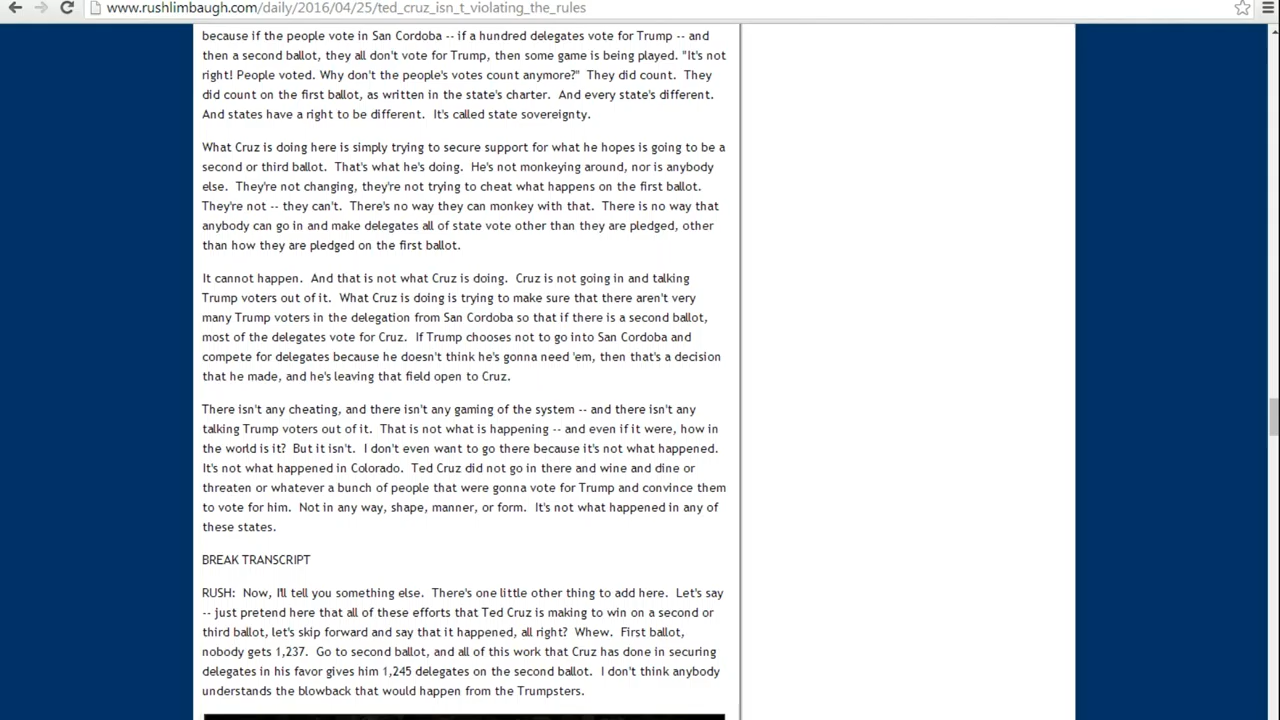 www.rushlimbaugh.com/daily/2016/04/25/ted_cruz_isn_t_violating_the_rules
because if the people vote in San Cordoba -- if a hundred delegates vote for Trump -- and
then a second ballot, they all don't vote for Trump, then some game is being played. "It's not
right! People voted. Why don't the people's votes count anymore?" They did count. They
did count on the first ballot, as written in the state's charter. And every state's different.
And states have a right to be different. It's called state sovereignty.
What Cruz is doing here is simply trying to secure support for what he hopes is going to be a
second or third ballot. That's what he's doing. He's not monkeying around, nor is anybody
else. They're not changing, they're not trying to cheat what happens on the first ballot.
They're not -- they can't. There's no way they can monkey with that. There is no way that
anybody can go in and make delegates all of state vote other than they are pledged, other
than how they are pledged on the first ballot.
It cannot happen. And that is not what Cruz is doing. Cruz is not going in and talking
Trump voters out of it. What Cruz is doing is trying to make sure that there aren't very
many Trump voters in the delegation from San Cordoba so that if there is a second ballot,
most of the delegates vote for Cruz. If Trump chooses not to go into San Cordoba and
compete for delegates because he doesn't think he's gonna need 'em, then that's a decision
that he made, and he's leaving that field open to Cruz.
There isn't any cheating, and there isn't any gaming of the system -- and there isn't any
talking Trump voters out of it. That is not what is happening -- and even if it were, how in
the world is it? But it isn't. I don't even want to go there because it's not what happened.
It's not what happened in Colorado. Ted Cruz did not go in there and wine and dine or
threaten or whatever a bunch of people that were gonna vote for Trump and convince them
to vote for him. Not in any way, shape, manner, or form. It's not what happened in any of
these states.
BREAK TRANSCRIPT
RUSH: Now, I'll tell you something else. There's one little other thing to add here. Let's say
-- just pretend here that all of these efforts that Ted Cruz is making to win on a second or
third ballot, let's skip forward and say that it happened, all right? Whew. First ballot,
nobody gets 1,237. Go to second ballot, and all of this work that Cruz has done in securing
delegates in his favor gives him 1,245 delegates on the second ballot. I don't think anybody
understands the blowback that would happen from the Trumpsters.